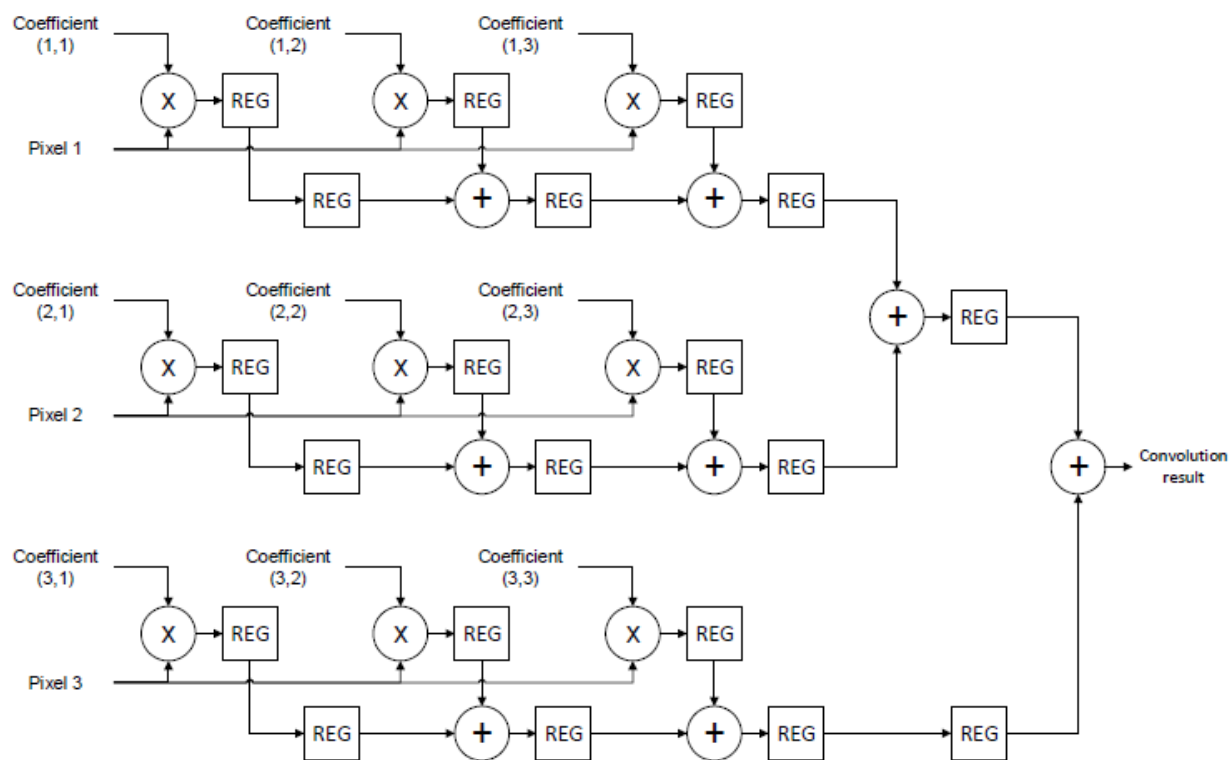 Coefficient
(1,1)
Coefficient
(1,2)
Coefficient
(1,3)
X
REG
X
REG
X
REG
Pixel 1
REG
+
REG
+
REG
Coefficient
(2,1)
Coefficient
(2,2)
Coefficient
(2,3)
+
REG
X
REG
X
REG
X
REG
Pixel 2
REG
+
REG
+
REG
+
Convolution
result
Coefficient
(3,1)
Coefficient
(3,2)
Coefficient
(3,3)
X
REG
X
REG
X
REG
Pixel 3
REG
+
REG
+
REG
REG